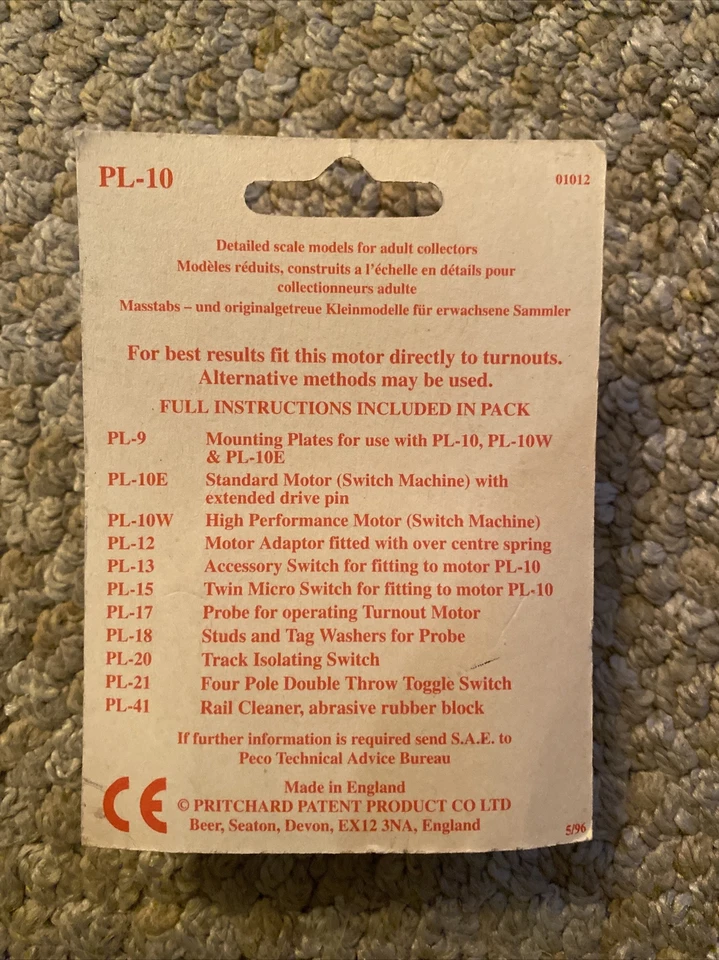 PL-10 01012
Detailed scale models for adult collectors
Modèles réduits, construits a l'échelle en détails pour
collectionneurs adulte
Masstabs – und originalgetreue Kleinmodelle für erwachsene Sammler
For best results fit this motor directly to turnouts.
Alternative methods may be used.
FULL INSTRUCTIONS INCLUDED IN PACK
PL-9 Mounting Plates for use with PL-10, PL-10W
& PL-10E
PL-10E Standard Motor (Switch Machine) with
extended drive pin
PL-10W High Performance Motor (Switch Machine)
PL-12 Motor Adaptor fitted with over centre spring
PL-13 Accessory Switch for fitting to motor PL-10
PL-15 Twin Micro Switch for fitting to motor PL-10
PL-17 Probe for operating Turnout Motor
PL-18 Studs and Tag Washers for Probe
PL-20 Track Isolating Switch
PL-21 Four Pole Double Throw Toggle Switch
PL-41 Rail Cleaner, abrasive rubber block
If further information is required send S.A.E. to
Peco Technical Advice Bureau
CE
Made in England
© PRITCHARD PATENT PRODUCT CO LTD
Beer, Seaton, Devon, EX12 3NA, England
5/96